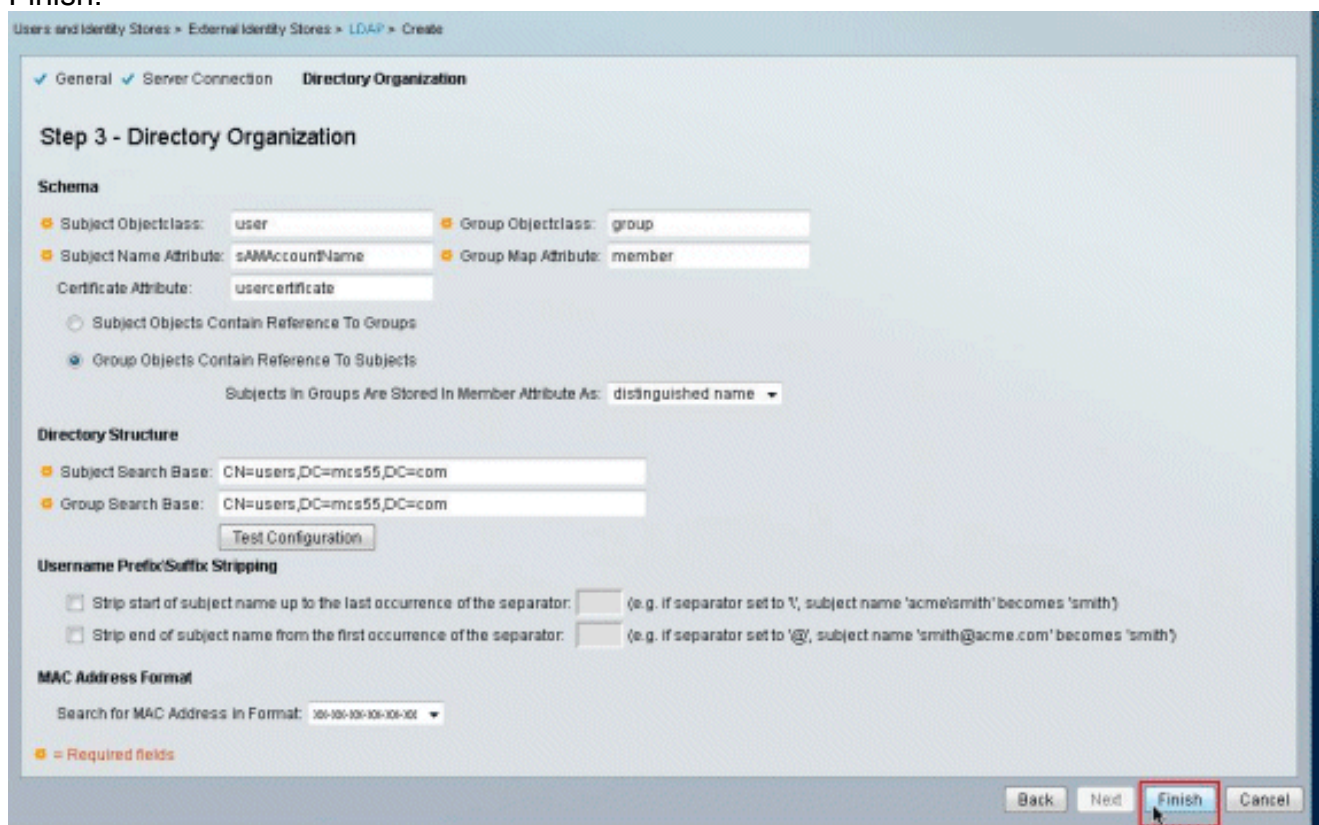 Finish.
Users and Identity Stores > External Identity Stores > LDAP > Create
General Server Connection Directory Organization
Step 3 - Directory Organization
Schema
Subject Objectclass: user Group Objectclass: group
Subject Name Attribute: sAMAccountName Group Map Attribute: member
Certificate Attribute: usercertificate
Subject Objects Contain Reference To Groups
Group Objects Contain Reference To Subjects
Subjects In Groups Are Stored In Member Attribute As: distinguished name
Directory Structure
Subject Search Base: CN=users,DC=mcs55,DC=com
Group Search Base: CN=users,DC=mcs55,DC=com
Test Configuration
Username Prefix\Suffix Stripping
Strip start of subject name up to the last occurrence of the separator: (e.g. if separator set to '\', subject name 'acme\smith' becomes 'smith')
Strip end of subject name from the first occurrence of the separator: (e.g. if separator set to '@', subject name 'smith@acme.com' becomes 'smith')
MAC Address Format
Search for MAC Address in Format: xx-xx-xx-xx-xx-xx
= Required fields
Back Next Finish Cancel